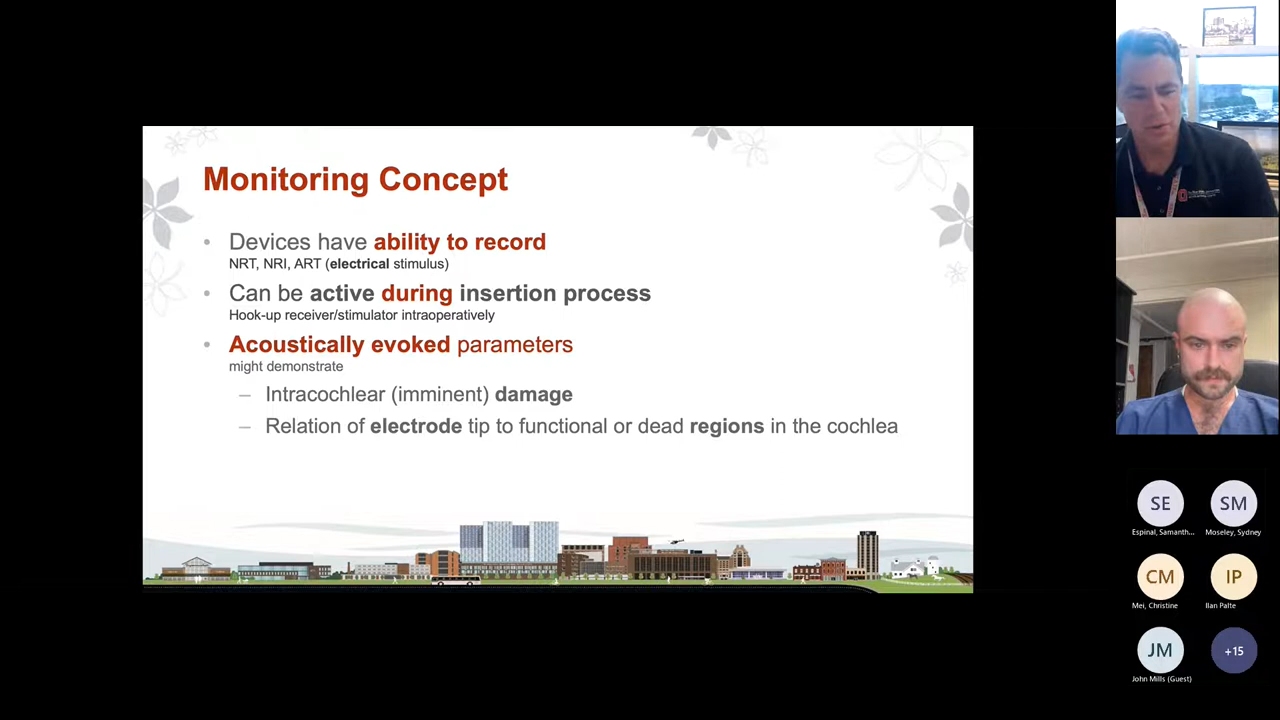 Monitoring Concept
• Devices have ability to record
NRT, NRI, ART (electrical stimulus)
• Can be active during insertion process
Hook-up receiver/stimulator intraoperatively
• Acoustically evoked parameters
might demonstrate
– Intracochlear (imminent) damage
– Relation of electrode tip to functional or dead regions in the cochlea
SE
SM
Espinal, Samanth...
Moseley, Sydney
CM
IP
Mei, Christine
Ilan Palte
JM
+15
John Mills (Guest)